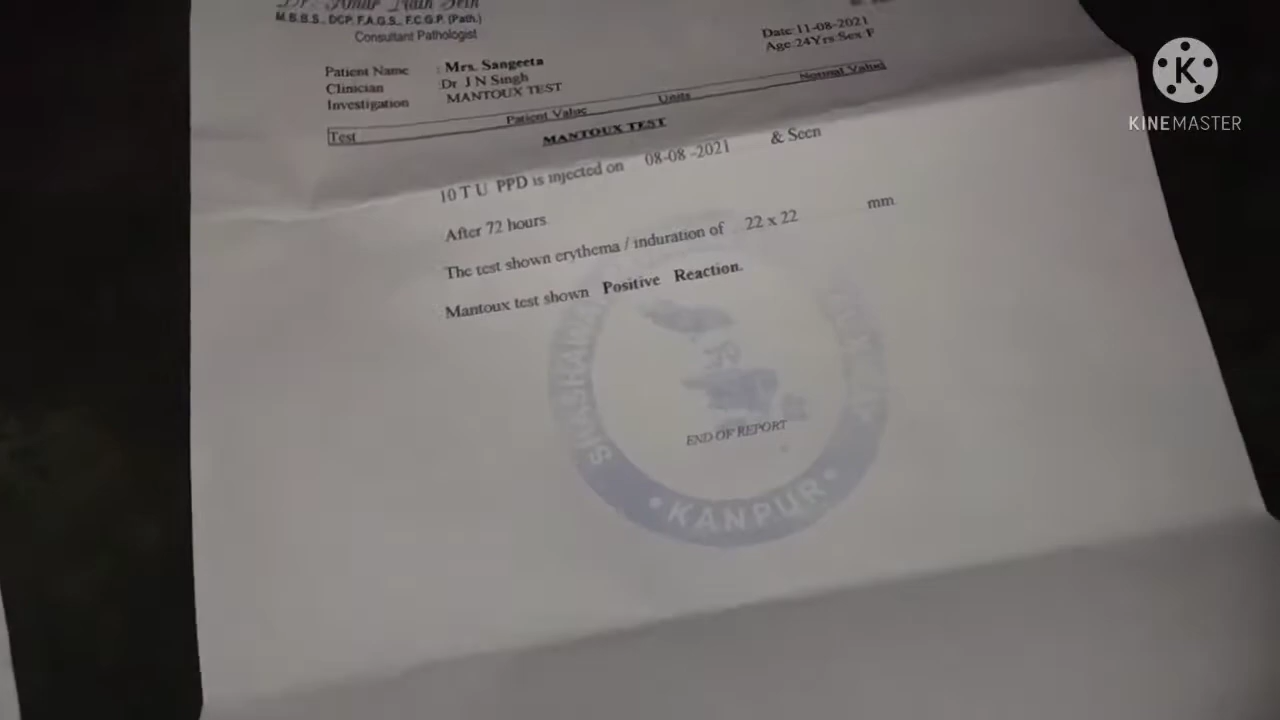 M.B.B.S., DCP. F.A.G.S., F.C.G.P. (Path.)
Consultant Pathologist
Date:11-08-2021
Age:24Yrs.Sex:F
Patient Name : Mrs. Sangeeta
Clinician Dr J N Singh
Investigation MANTOUX TEST
Test Patient Value Units Normal Value
MANTOUX TEST
10 T U PPD is injected on 08-08 -2021 & Seen
After 72 hours
The test shown erythema / induration of 22 x 22 mm
Mantoux test shown Positive Reaction.
END OF REPORT
KANPUR
K
KINEMASTER